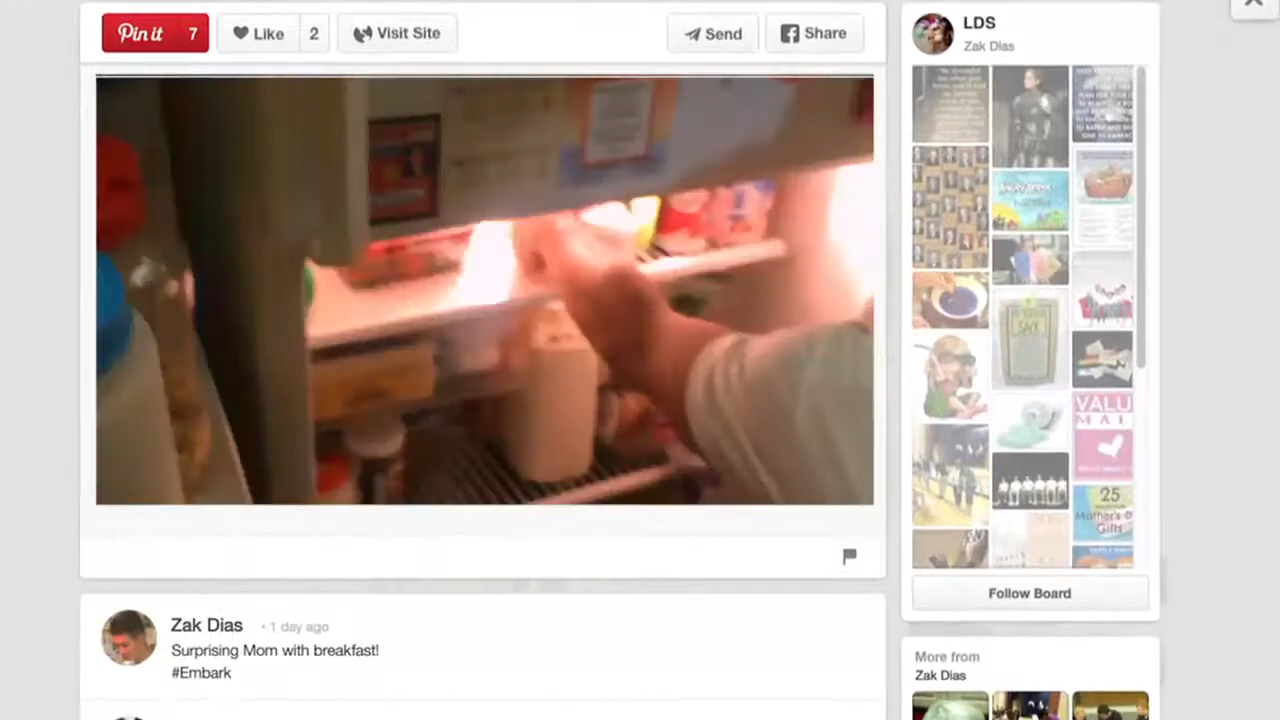 Pin it 7
Like 2
Visit Site
Send
Share
LDS
Zak Dias
VALU
25
Mother's D
Gifts
Follow Board
Zak Dias • 1 day ago
Surprising Mom with breakfast!
#Embark
More from
Zak Dias